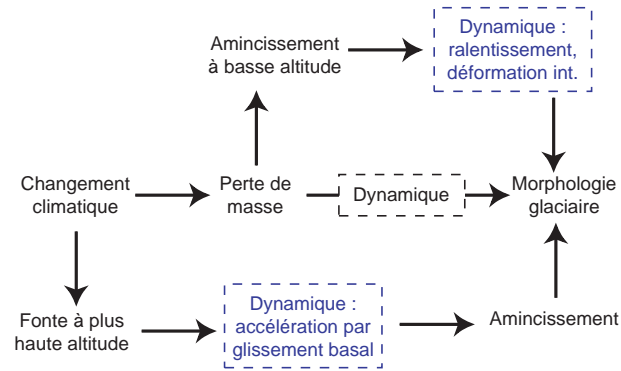 Amincissement
à basse altitude
Dynamique :
ralentissement,
déformation int.
Changement
climatique
Perte de
masse
Dynamique
Morphologie
glaciaire
Fonte à plus
haute altitude
Dynamique :
accélération par
glissement basal
Amincissement